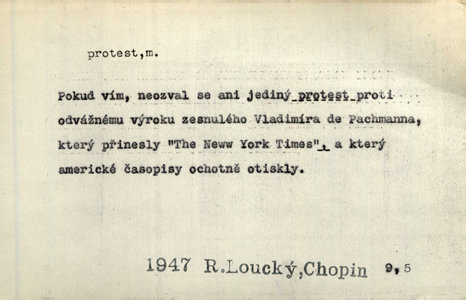 protest,m.
Pokud vím, neozval se ani jediný protest proti
odvážnému výroku zesnulého Vladimíra de Pachmanna,
který přinesly "The Neww York Times", a který
americké časopisy ochotně otiskly.
1947 R.Loucký,Chopin 9,5